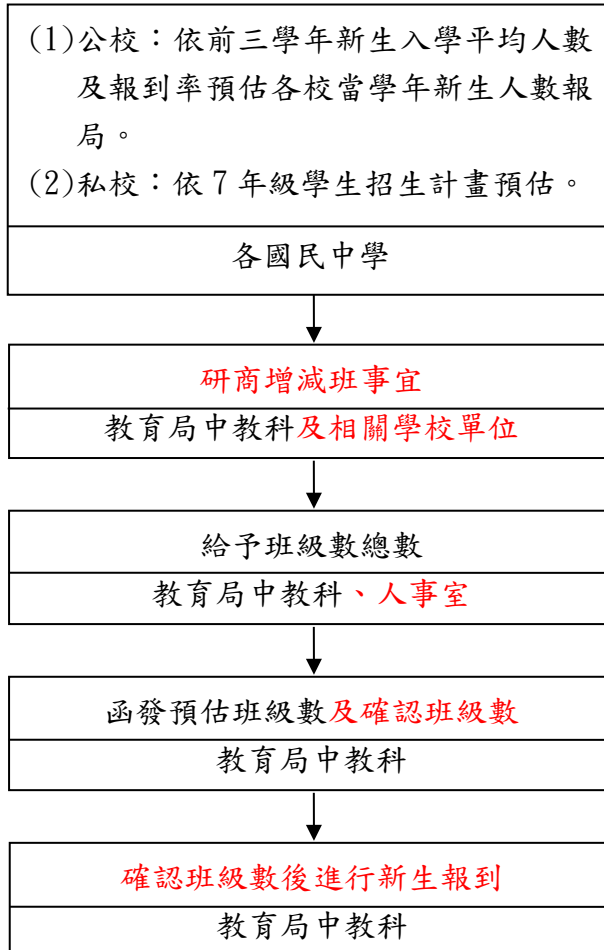 (1)公校：依前三學年新生入學平均人數
及報到率預估各校當學年新生人數報
局。
(2)私校：依7年級學生招生計畫預估。
各國民中學
研商增減班事宜
教育局中教科及相關學校單位
給予班級數總數
教育局中教科、人事室
函發預估班級數及確認班級數
教育局中教科
確認班級數後進行新生報到
教育局中教科